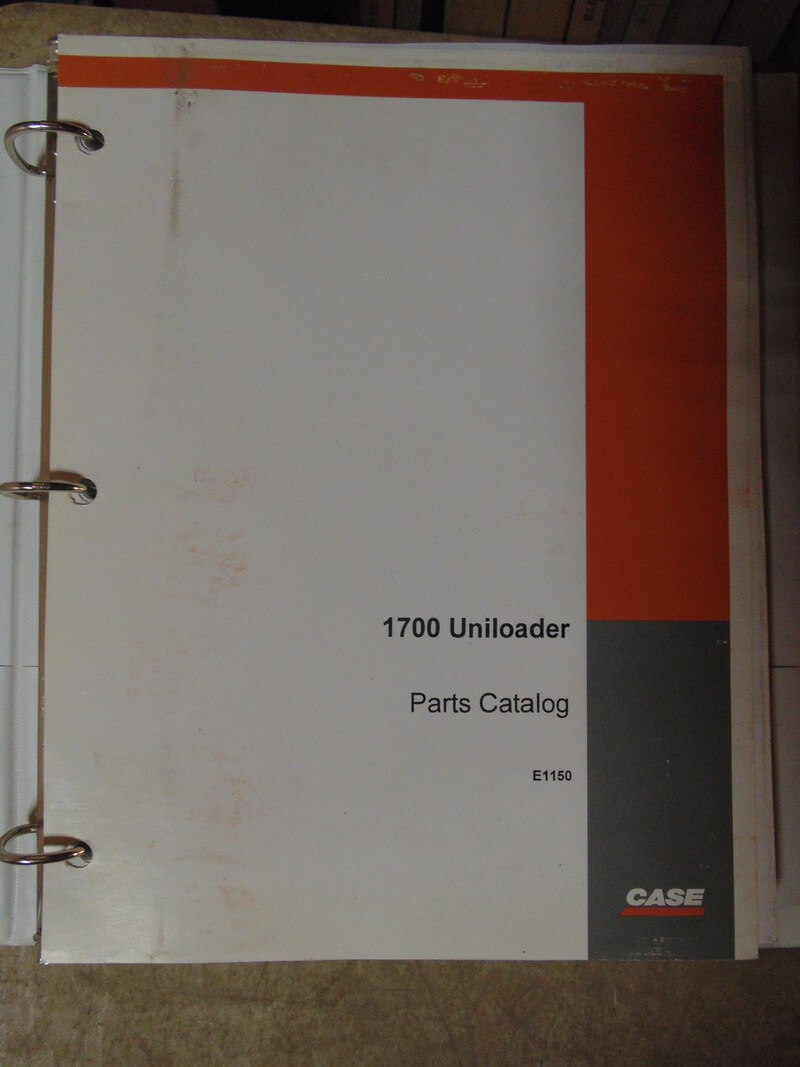 1700 Uniloader
Parts Catalog
E1150
CASE